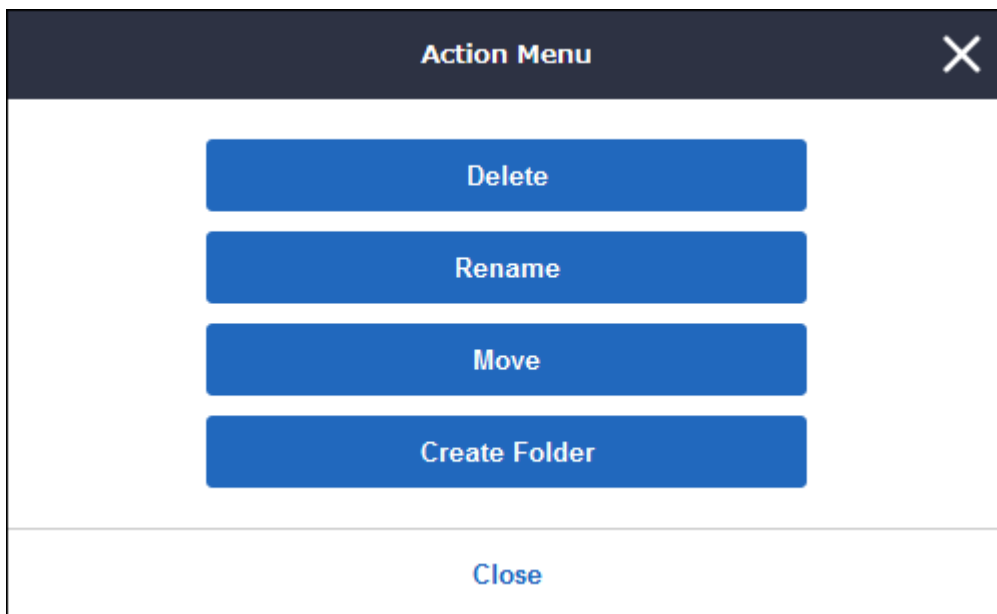 Action Menu
Delete
Rename
Move
Create Folder
Close